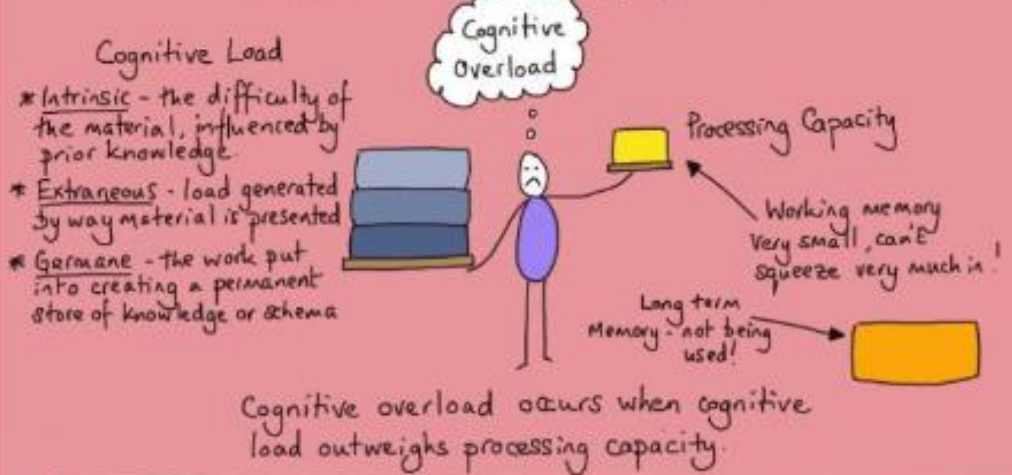 Cognitive Overload
Cognitive Load
* Intrinsic - the difficulty of
the material, influenced by
prior knowledge
* Extraneous - load generated
by way material is presented
* Germane - the work put
into creating a permanent
store of knowledge or schema
Processing Capacity
Working memory
very small, can't
squeeze very much in!
Long term
Memory - not being
used!
Cognitive overload occurs when cognitive
load outweighs processing capacity.